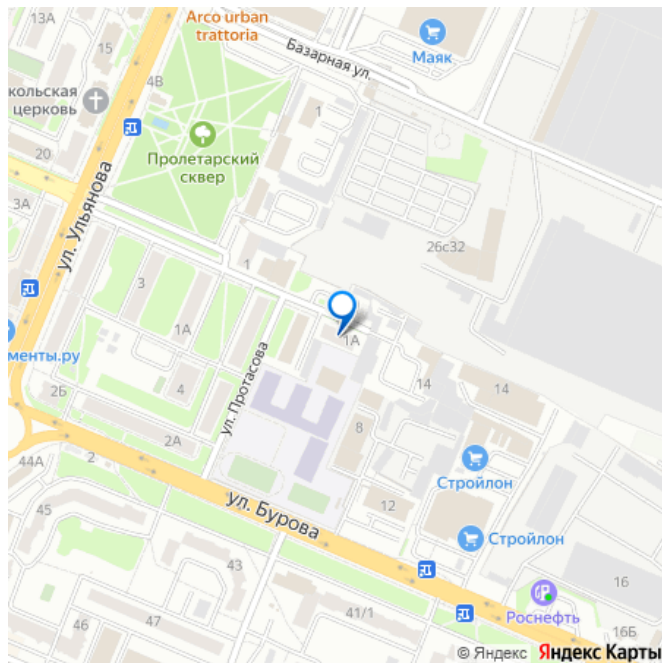 13А
Arco urban
trattoria
15
Базарная ул.
Маяк
4В
кольская
церковь
1
20
Пролетарский
сквер
3А
ул. Ульянова
26с32
1
3
1А
1А
менты.ру
ул. Протасова
2Б
4
14
14
8
2А
44А
2
Стройлон
ул. Бурова
12
45
Стройлон
43
16
Роснефть
41/1
47
46
16Б
© Яндекс Яндекс Карты